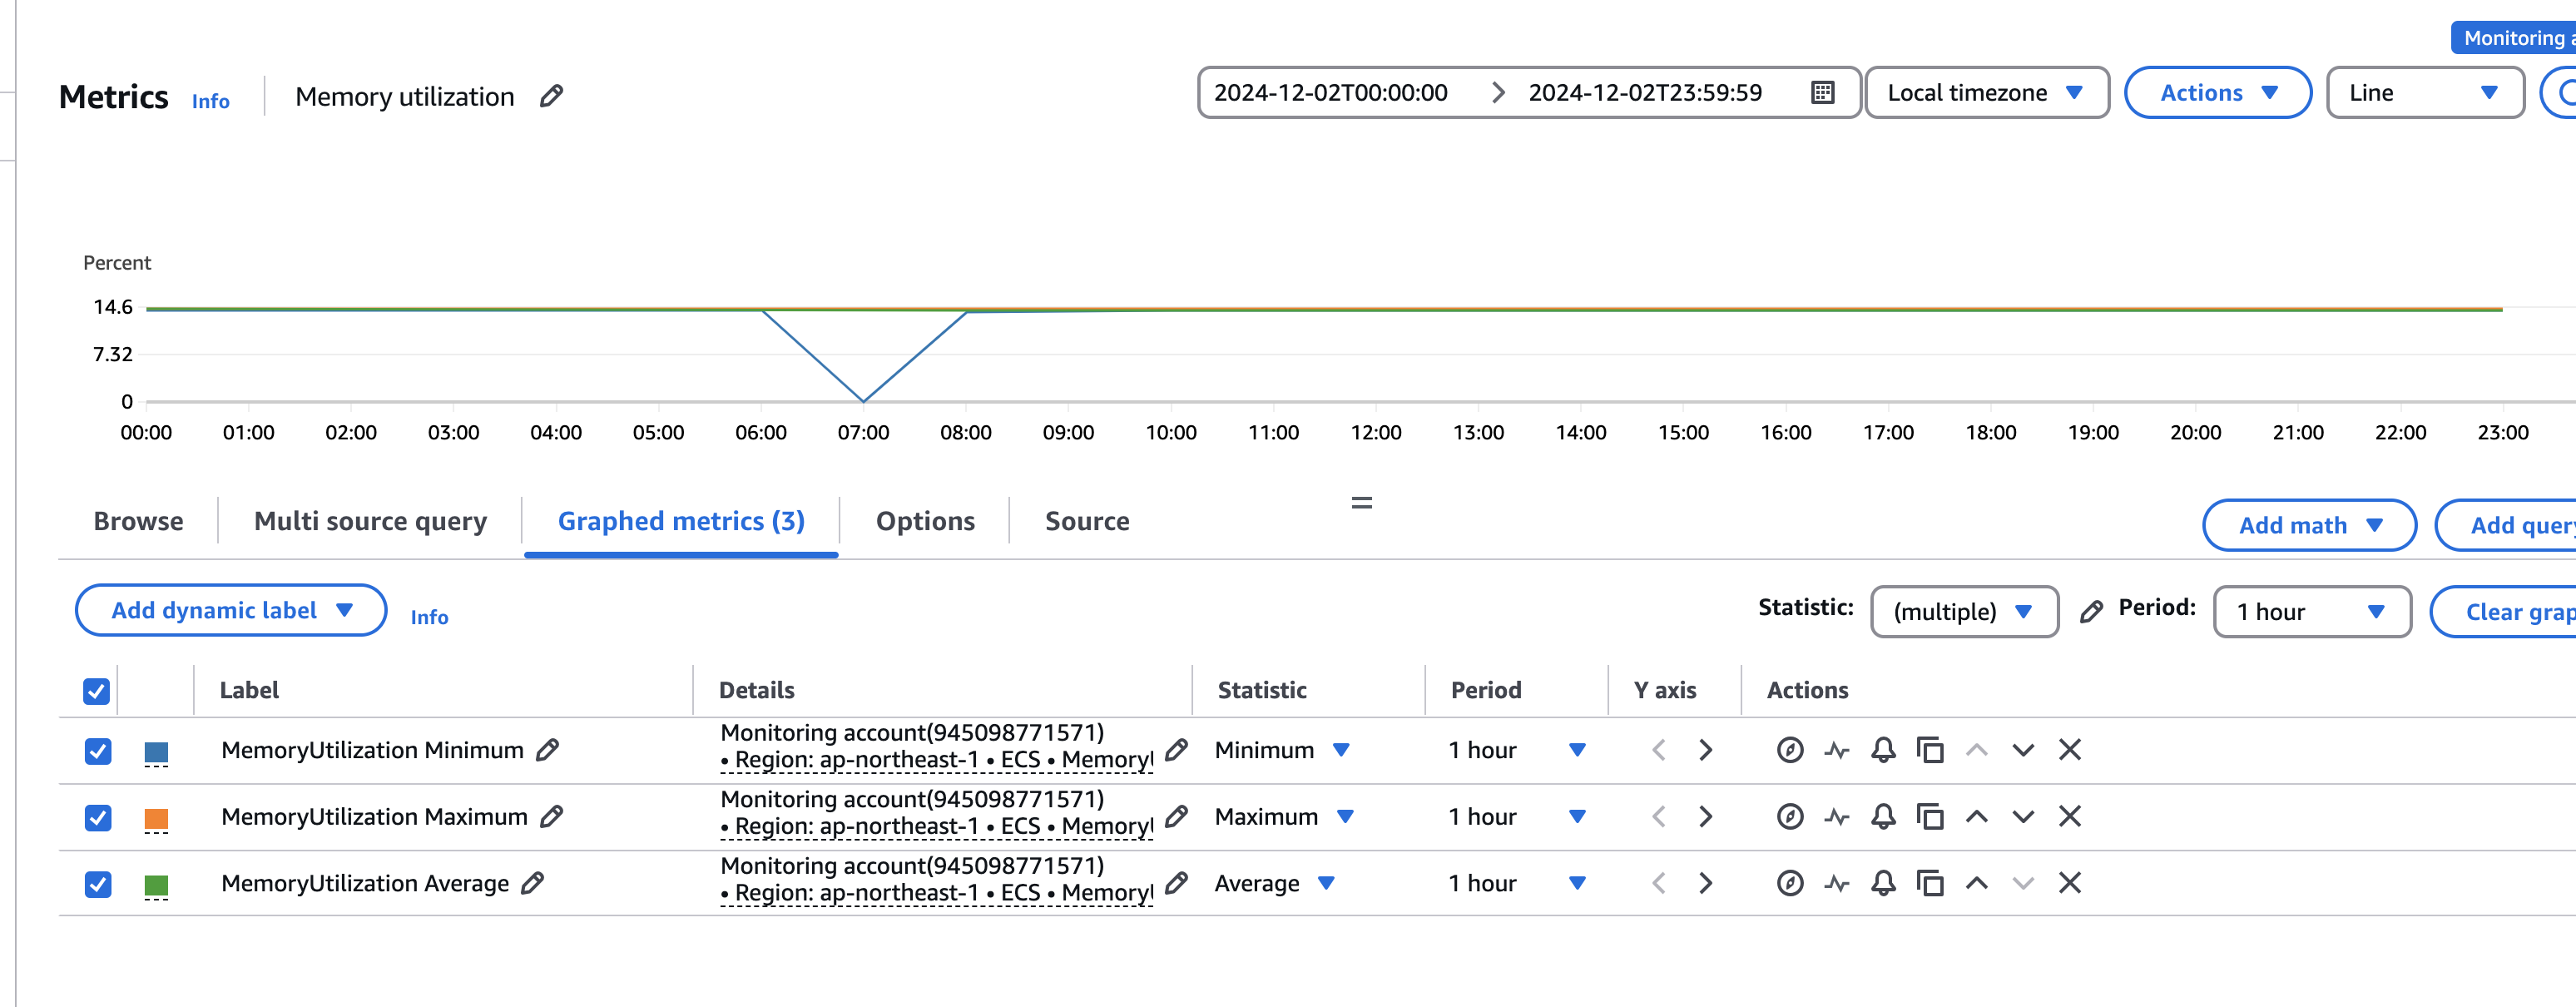 Monitoring a
Metrics Info Memory utilization 2024-12-02T00:00:00 2024-12-02T23:59:59 Local timezone Actions Line
Percent
14.6
7.32
0
00:00 01:00 02:00 03:00 04:00 05:00 06:00 07:00 08:00 09:00 10:00 11:00 12:00 13:00 14:00 15:00 16:00 17:00 18:00 19:00 20:00 21:00 22:00 23:00
Browse Multi source query Graphed metrics (3) Options Source Add math Add query
Add dynamic label Info Statistic: (multiple) Period: 1 hour Clear grap
Label Details Statistic Period Y axis Actions
MemoryUtilization Minimum Monitoring account(945098771571) Minimum 1 hour
• Region: ap-northeast-1 • ECS • MemoryU
MemoryUtilization Maximum Monitoring account(945098771571) Maximum 1 hour
• Region: ap-northeast-1 • ECS • MemoryU
MemoryUtilization Average Monitoring account(945098771571) Average 1 hour
• Region: ap-northeast-1 • ECS • MemoryU